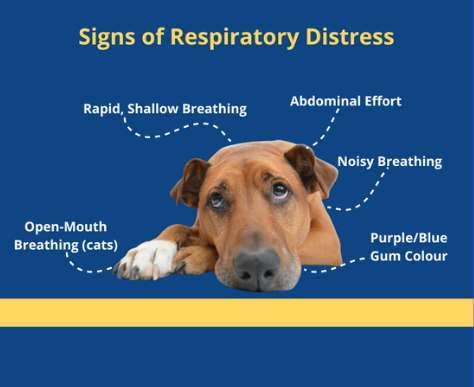 Signs of Respiratory Distress
Rapid, Shallow Breathing
Abdominal Effort
Noisy Breathing
Open-Mouth
Breathing (cats)
Purple/Blue
Gum Colour